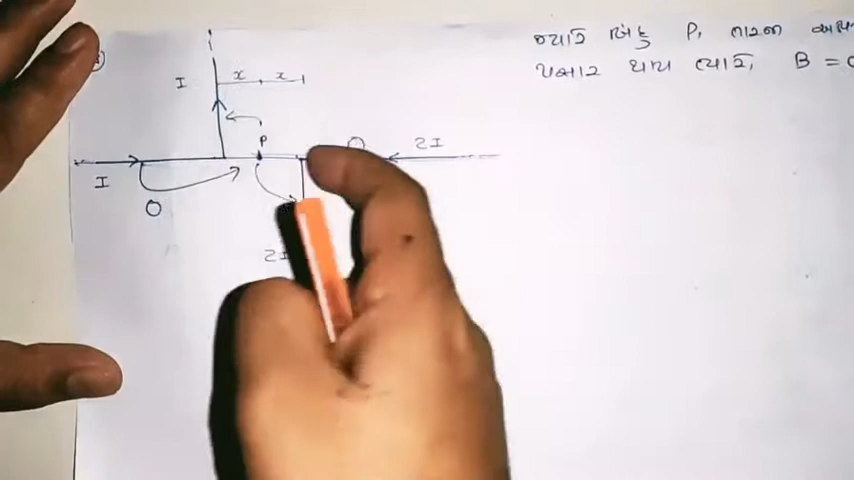 જ્યારે બિંદુ P,
પસાર થાય ત્યારે, B =
I
x x
P
2I
I
O
2I